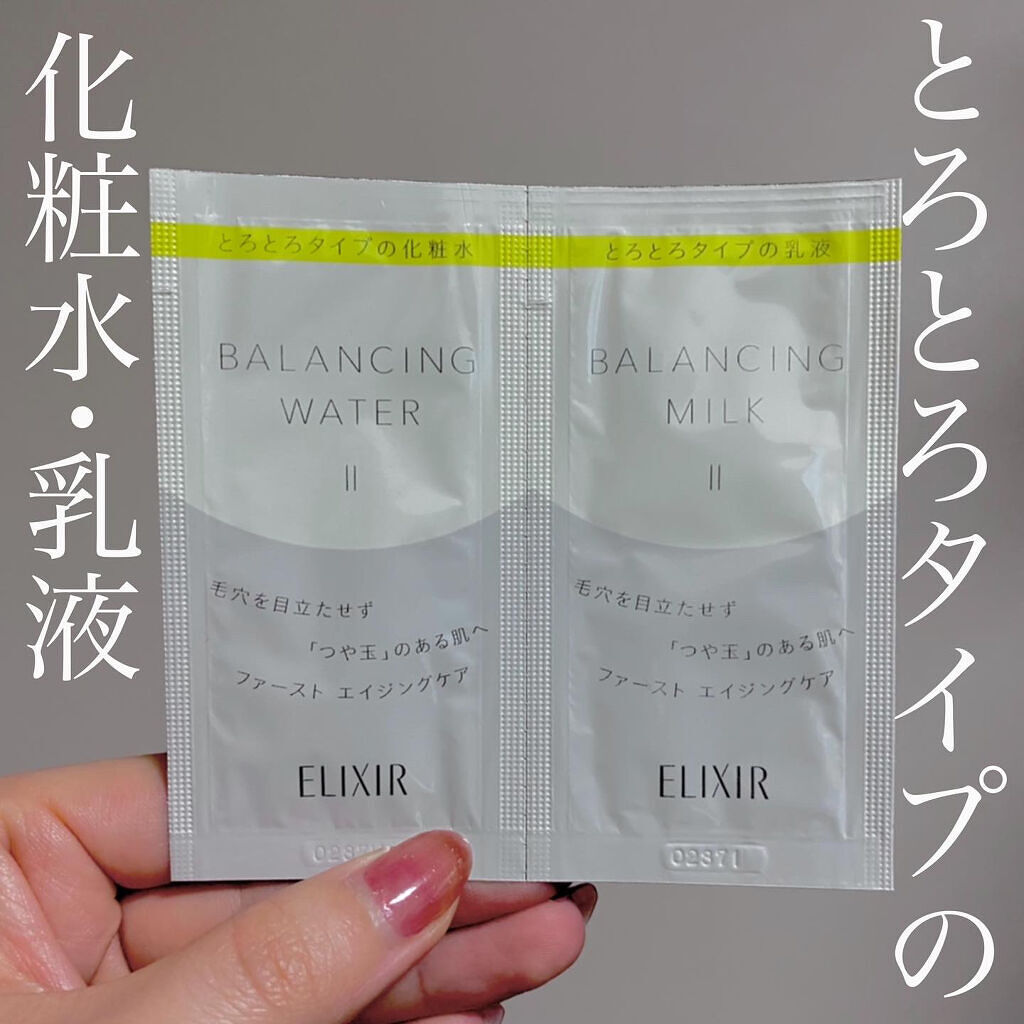 とろとろタイプの
化粧水・乳液
とろとろタイプの化粧水
BALANCING
WATER
II
毛穴を目立たせず
「つや玉」のある肌へ
ファースト エイジングケア
ELIXIR
とろとろタイプの乳液
BALANCING
MILK
II
毛穴を目立たせず
「つや玉」のある肌へ
ファースト エイジングケア
ELIXIR
02371